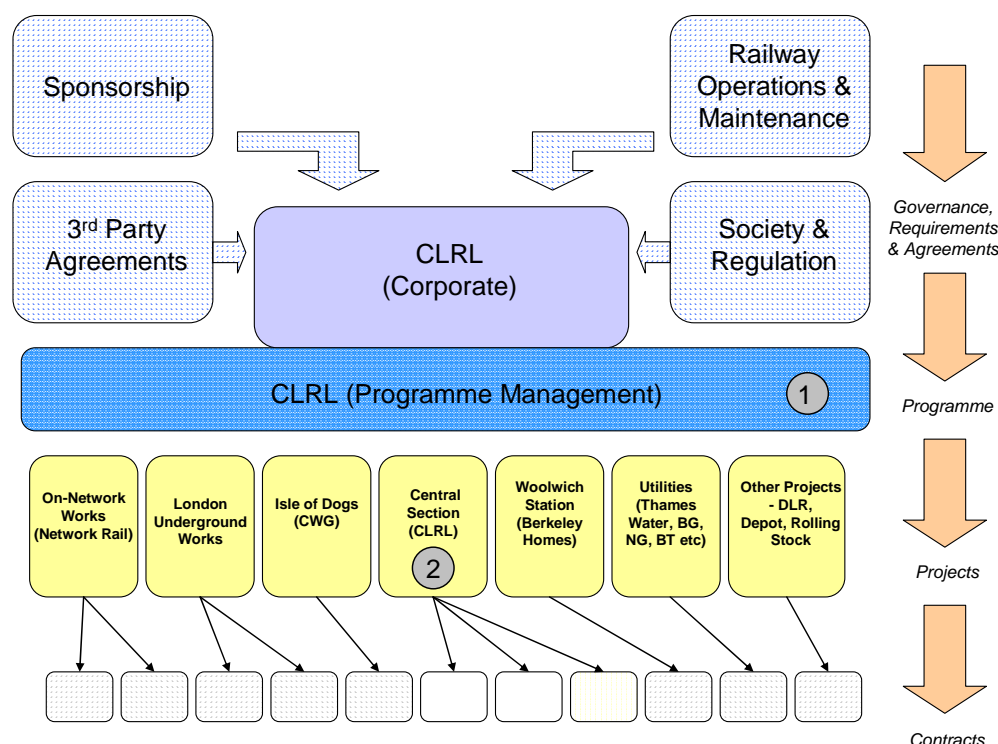 Sponsorship
Railway
Operations &
Maintenance
3rd Party
Agreements
CLRL
(Corporate)
Society &
Regulation
Governance,
Requirements
& Agreements
CLRL (Programme Management)
1
Programme
On-Network
Works
(Network Rail)
London
Underground
Works
Isle of Dogs
(CWG)
Central
Section
(CLRL)
2
Woolwich
Station
(Berkeley
Homes)
Utilities
(Thames
Water, BG,
NG, BT etc)
Other Projects
- DLR,
Depot, Rolling
Stock
Projects
Contracts